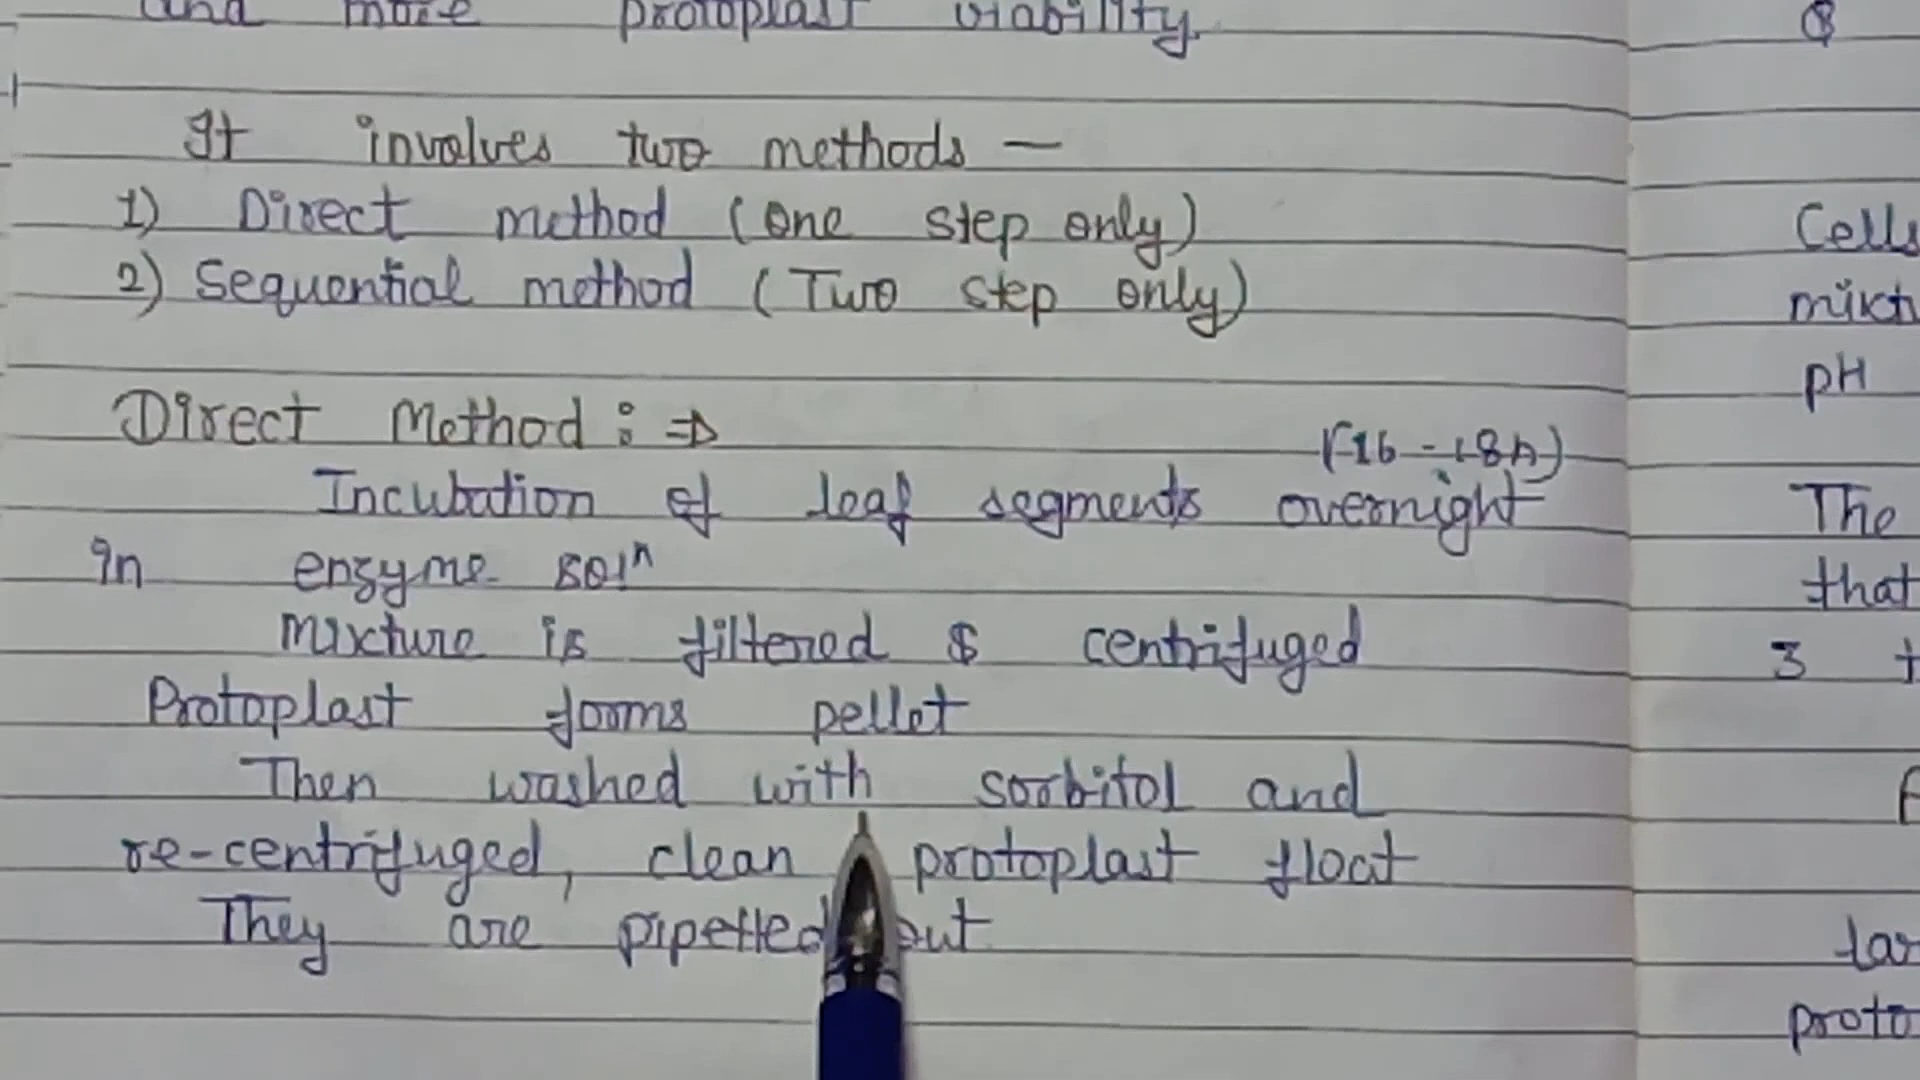 and more protoplast viability.
It involves two methods —
1) Direct method (One step only)
2) Sequential method (Two step only)
Direct Method : ⇒
(16-18h)
Incubation of leaf segments overnight
in enzyme solⁿ
Mixture is filtered & centrifuged
Protoplast forms pellet
Then washed with sorbitol and
re-centrifuged, clean protoplast float
They are pipetted out
Cells
pH
The
that
3